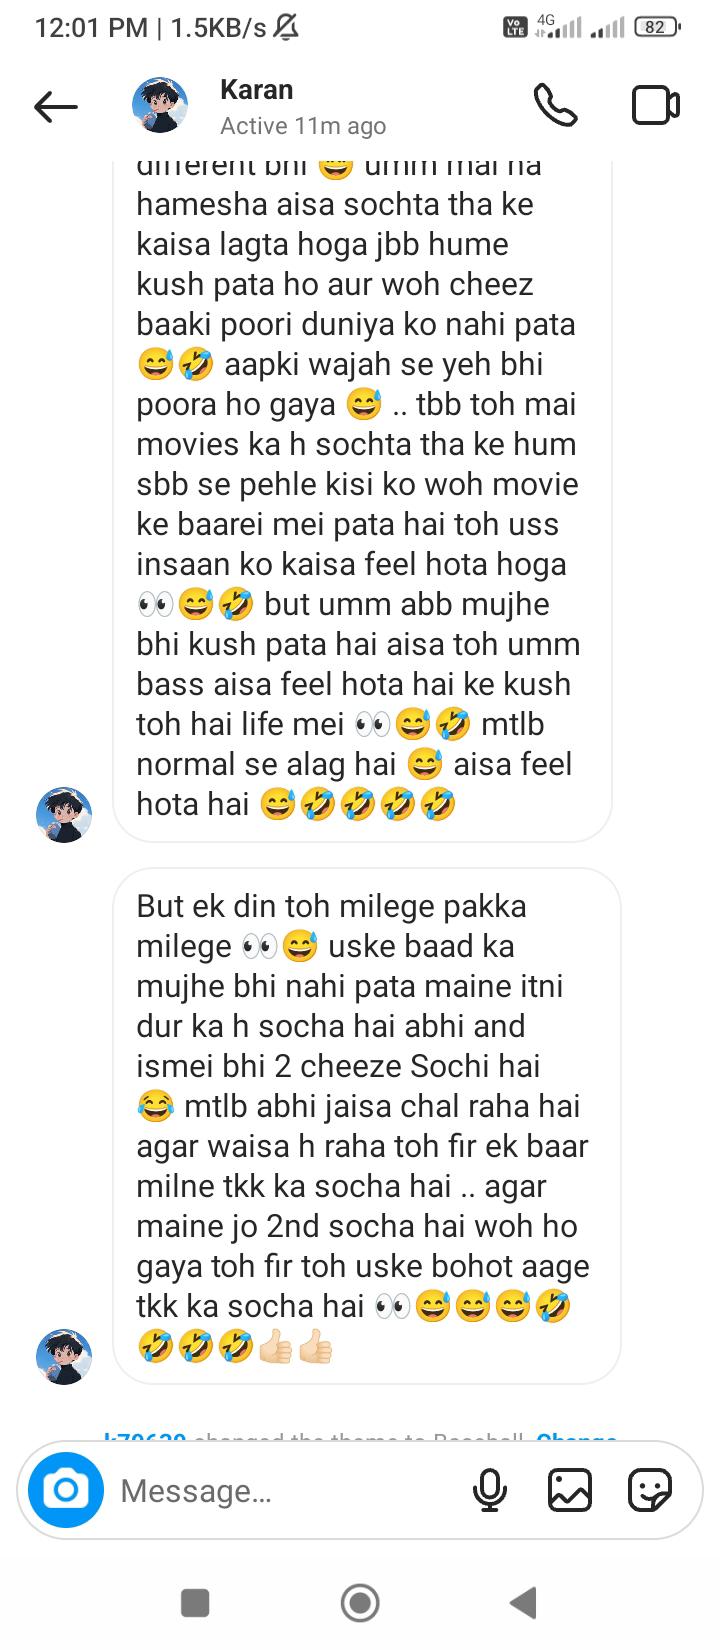 12:01 PM | 1.5KB/s
Vo LTE 4G 82
Karan
Active 11m ago
different bhi 😅 umm mai na
hamesha aisa sochta tha ke
kaisa lagta hoga jbb hume
kush pata ho aur woh cheez
baaki poori duniya ko nahi pata
😅🤣 aapki wajah se yeh bhi
poora ho gaya 😅 .. tbb toh mai
movies ka h sochta tha ke hum
sbb se pehle kisi ko woh movie
ke baarei mei pata hai toh uss
insaan ko kaisa feel hota hoga
👀😅🤣 but umm abb mujhe
bhi kush pata hai aisa toh umm
bass aisa feel hota hai ke kush
toh hai life mei 👀😅🤣 mtlb
normal se alag hai 😅 aisa feel
hota hai 😅🤣🤣🤣🤣
But ek din toh milege pakka
milege 👀😅 uske baad ka
mujhe bhi nahi pata maine itni
dur ka h socha hai abhi and
ismei bhi 2 cheeze Sochi hai
😂 mtlb abhi jaisa chal raha hai
agar waisa h raha toh fir ek baar
milne tkk ka socha hai .. agar
maine jo 2nd socha hai woh ho
gaya toh fir toh uske bohot aage
tkk ka socha hai 👀😅😅😅🤣
🤣🤣🤣👍🏻👍🏻
k79630 changed the theme to Baseball. Change
Message...